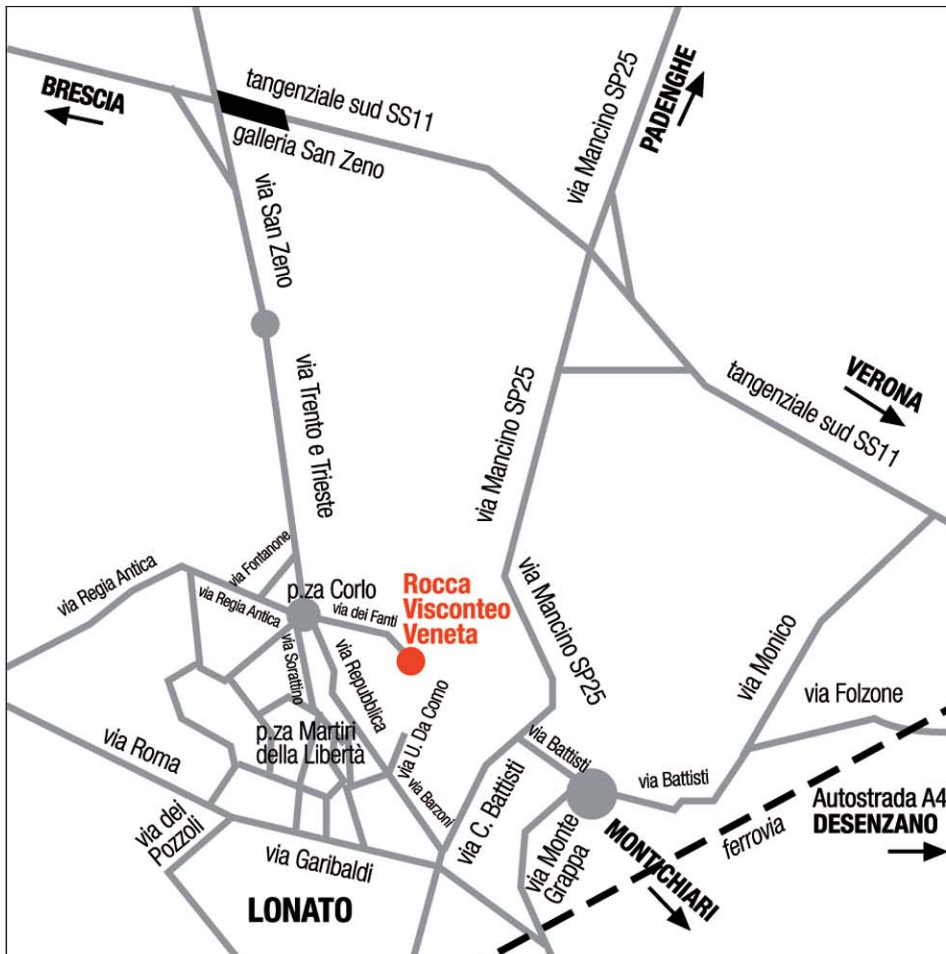 BRESCIA
tangenziale sud SS11
galleria San Zeno
via Mancino SP25
PADENGHE
via San Zeno
via Trento e Trieste
via Mancino SP25
VERONA
tangenziale sud SS11
via Fontanone
via Regia Antica
via Regia Antica
p.za Corlo
via dei Fanti
Rocca
Visconteo
Veneta
via Mancino SP25
via Monico
via Sorattino
via Repubblica
via U. Da Como
via Folzone
via Roma
p.za Martiri
della Libertà
via Barzoni
via Battisti
via Battisti
via C. Battisti
via dei
Pozzoli
via Garibaldi
via Monte
Grappa
MONTICHIARI
ferrovia
Autostrada A4
DESENZANO
LONATO